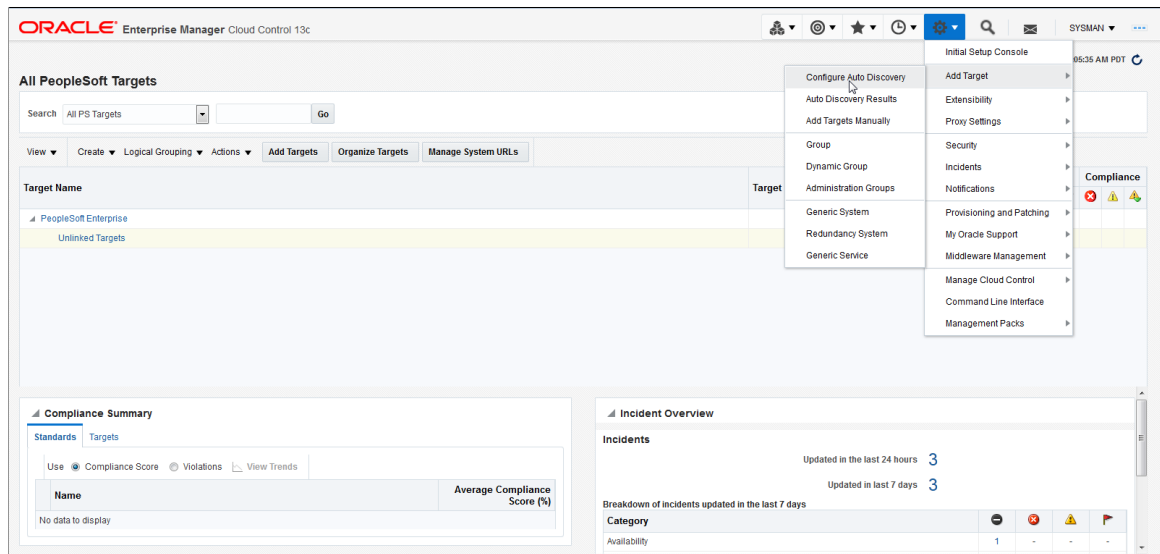 ORACLE Enterprise Manager Cloud Control 13c
SYSMAN
05:35 AM PDT
All PeopleSoft Targets
Search All PS Targets Go
View Create Logical Grouping Actions Add Targets Organize Targets Manage System URLs
Target Name
Target
Compliance
PeopleSoft Enterprise
Unlinked Targets
Initial Setup Console
Add Target
Extensibility
Proxy Settings
Security
Incidents
Notifications
Provisioning and Patching
My Oracle Support
Middleware Management
Manage Cloud Control
Command Line Interface
Management Packs
Configure Auto Discovery
Auto Discovery Results
Add Targets Manually
Group
Dynamic Group
Administration Groups
Generic System
Redundancy System
Generic Service
Compliance Summary
Standards Targets
Use Compliance Score Violations View Trends
Name
Average Compliance
Score (%)
No data to display
Incident Overview
Incidents
Updated in the last 24 hours 3
Updated in last 7 days 3
Breakdown of incidents updated in the last 7 days
Category
Availability 1 - - -